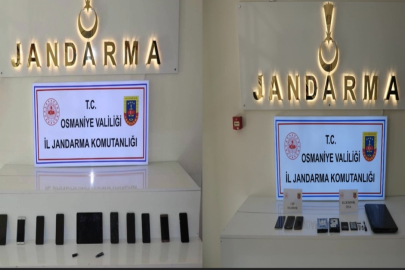 JANDARMA
T.C.
OSMANİYE VALİLİĞİ
İL JANDARMA KOMUTANLIĞI
JANDARMA
T.C.
OSMANİYE VALİLİĞİ
İL JANDARMA KOMUTANLIĞI